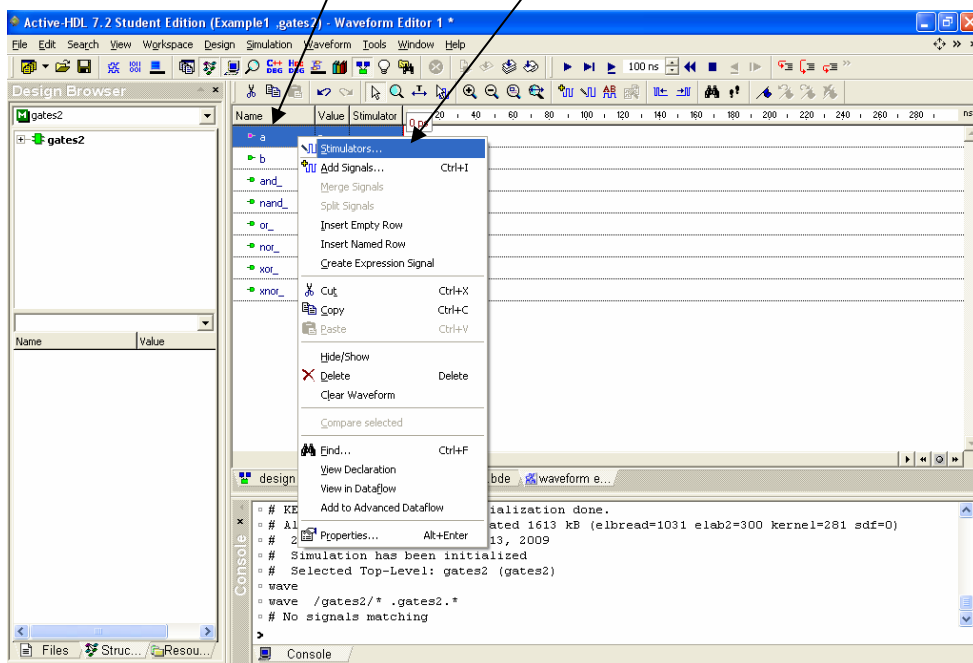 Active-HDL 7.2 Student Edition (Example1 ,gates2) - Waveform Editor 1 *
File Edit Search View Workspace Design Simulation Waveform Tools Window Help
100 ns
Design Browser
gates2
gates2
Name Value Stimulator
20 40 60 80 100 120 140 160 180 200 220 240 260 280 ns
0 ps
a
b
and_
nand_
or_
nor_
xor_
xnor_
Stimulators...
Add Signals... Ctrl+I
Merge Signals
Split Signals
Insert Empty Row
Insert Named Row
Create Expression Signal
Cut Ctrl+X
Copy Ctrl+C
Paste Ctrl+V
Hide/Show
Delete Delete
Clear Waveform
Compare selected
Find... Ctrl+F
View Declaration
View in Dataflow
Add to Advanced Dataflow
Properties... Alt+Enter
Name Value
design .bde waveform e...
# KE ialization done.
# Al ated 1613 kB (elbread=1031 elab2=300 kernel=281 sdf=0)
# 2 13, 2009
# Simulation has been initialized
# Selected Top-Level: gates2 (gates2)
wave
wave /gates2/* .gates2.*
# No signals matching
>
Console
Console
Files Struc... Resou...